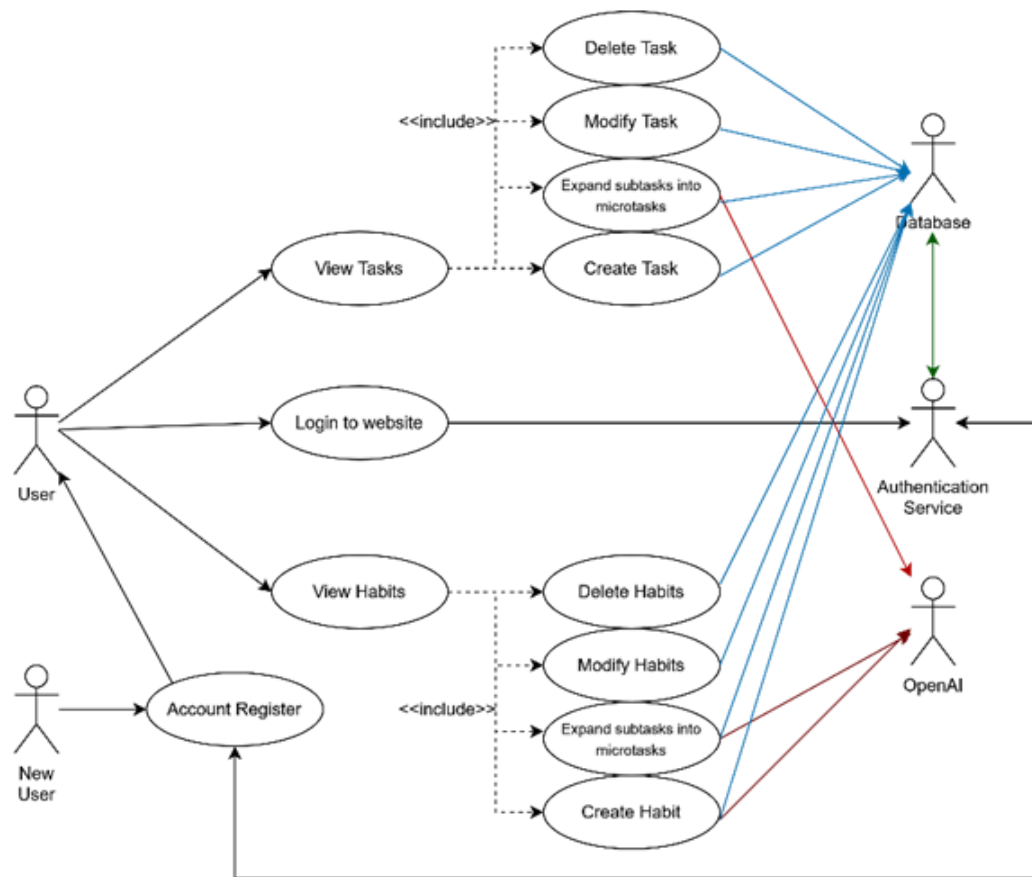 Delete Task
<<include>>
Modify Task
Expand subtasks into
microtasks
Database
View Tasks
Create Task
Login to website
User
Authentication
Service
View Habits
Delete Habits
Modify Habits
OpenAI
Account Register
<<include>>
Expand subtasks into
microtasks
New
User
Create Habit